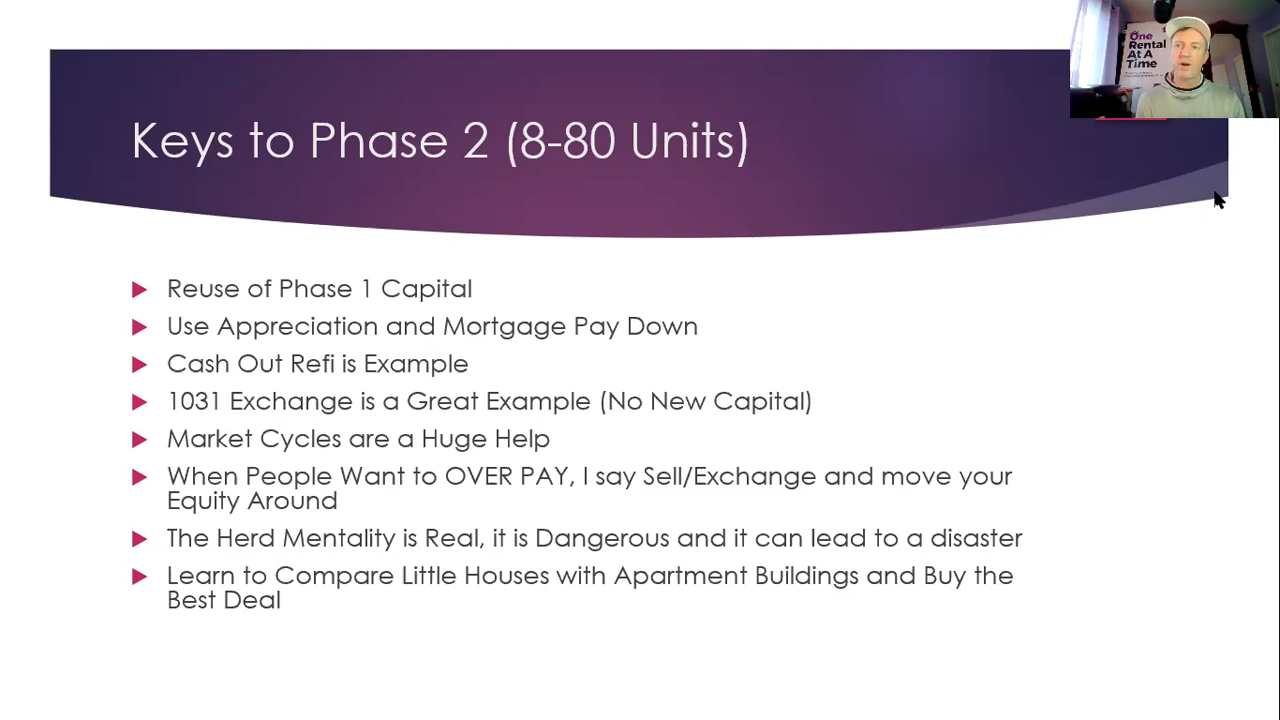 Keys to Phase 2 (8-80 Units)
One
Rental
At A
Time
Reuse of Phase 1 Capital
Use Appreciation and Mortgage Pay Down
Cash Out Refi is Example
1031 Exchange is a Great Example (No New Capital)
Market Cycles are a Huge Help
When People Want to OVER PAY, I say Sell/Exchange and move your
Equity Around
The Herd Mentality is Real, it is Dangerous and it can lead to a disaster
Learn to Compare Little Houses with Apartment Buildings and Buy the
Best Deal